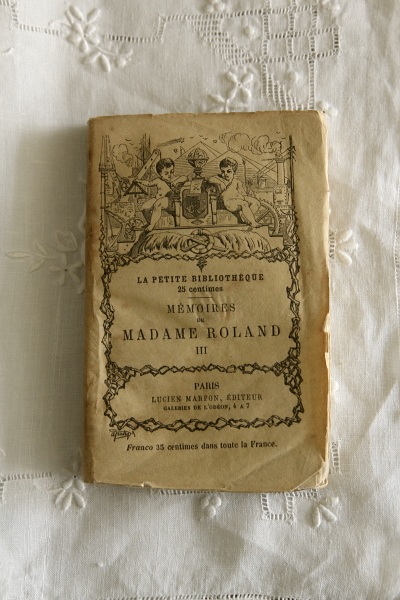 LA PETITE BIBLIOTHÈQUE
25 centimes
MÉMOIRES
DE
MADAME ROLAND
III
PARIS
LUCIEN MARPON, ÉDITEUR
GALERIES DE L'ODÉON, 4 A 7
Franco 35 centimes dans toute la France.